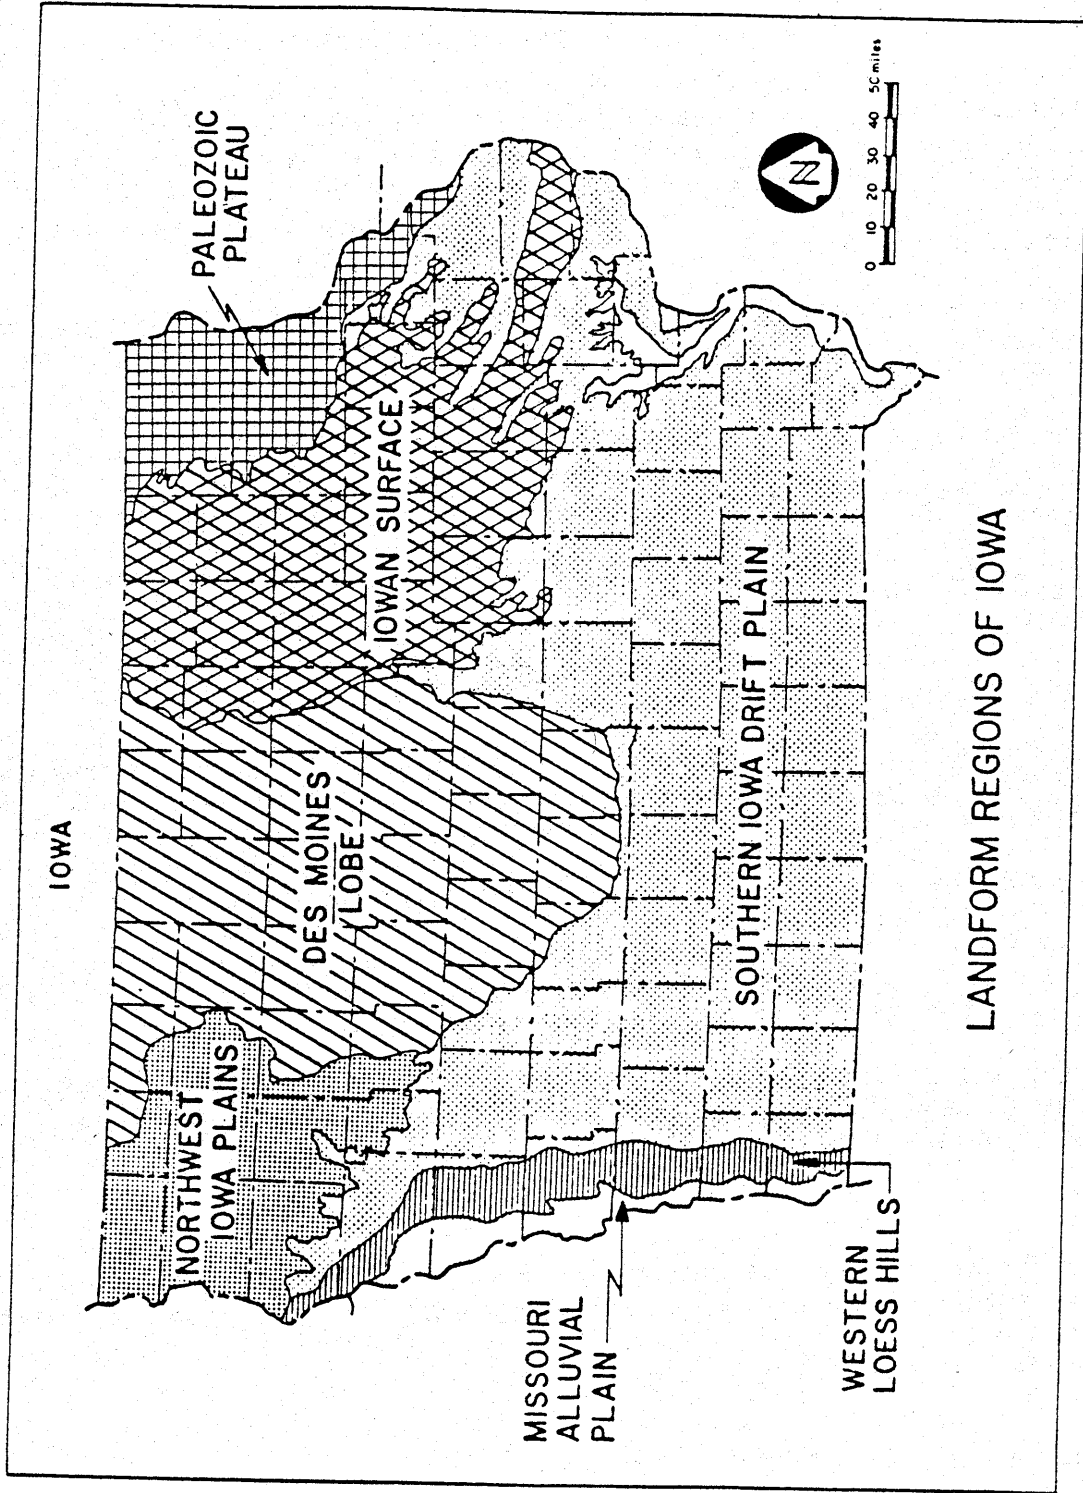 IOWA
PALEOZOIC
PLATEAU
NORTHWEST
IOWA PLAINS
DES MOINES
LOBE
IOWAN SURFACE
SOUTHERN IOWA DRIFT PLAIN
MISSOURI
ALLUVIAL
PLAIN
WESTERN
LOESS HILLS
N
0 10 20 30 40 50 miles
LANDFORM REGIONS OF IOWA